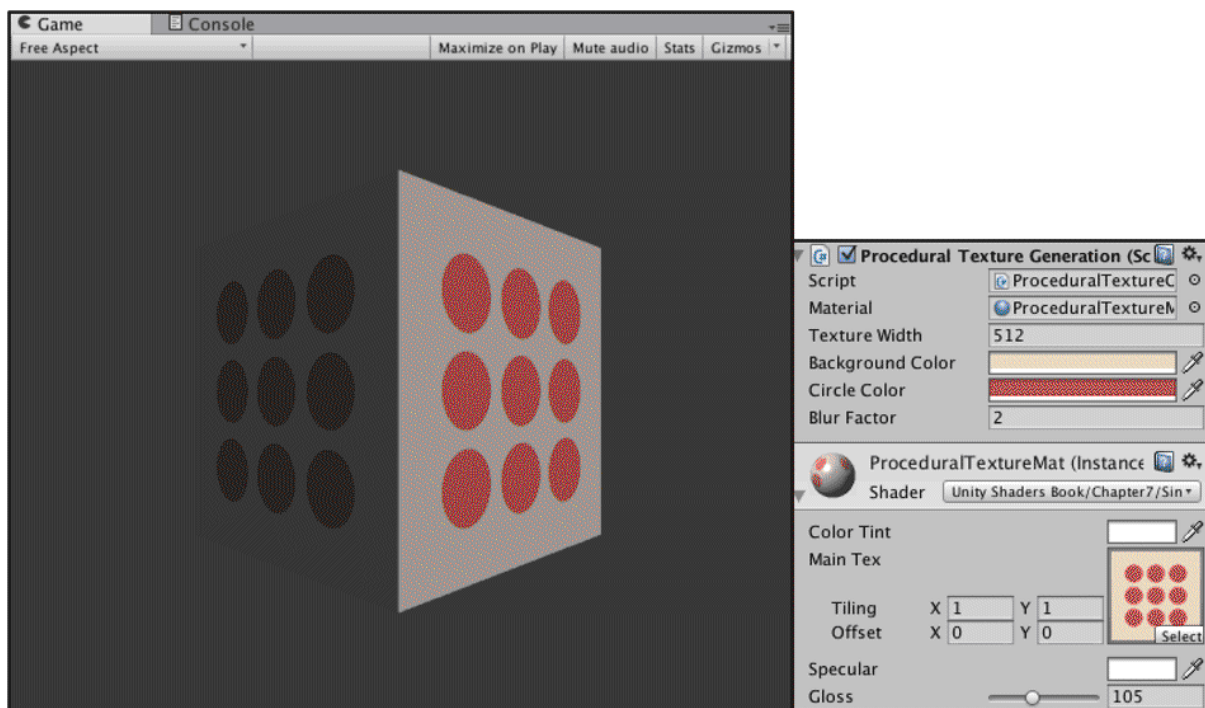 Game Console
Free Aspect Maximize on Play Mute audio Stats Gizmos
Procedural Texture Generation (Sc
Script ProceduralTextureC
Material ProceduralTextureM
Texture Width 512
Background Color
Circle Color
Blur Factor 2
ProceduralTextureMat (Instance
Shader Unity Shaders Book/Chapter7/Sin
Color Tint
Main Tex
Tiling X 1 Y 1
Offset X 0 Y 0
Select
Specular
Gloss 105